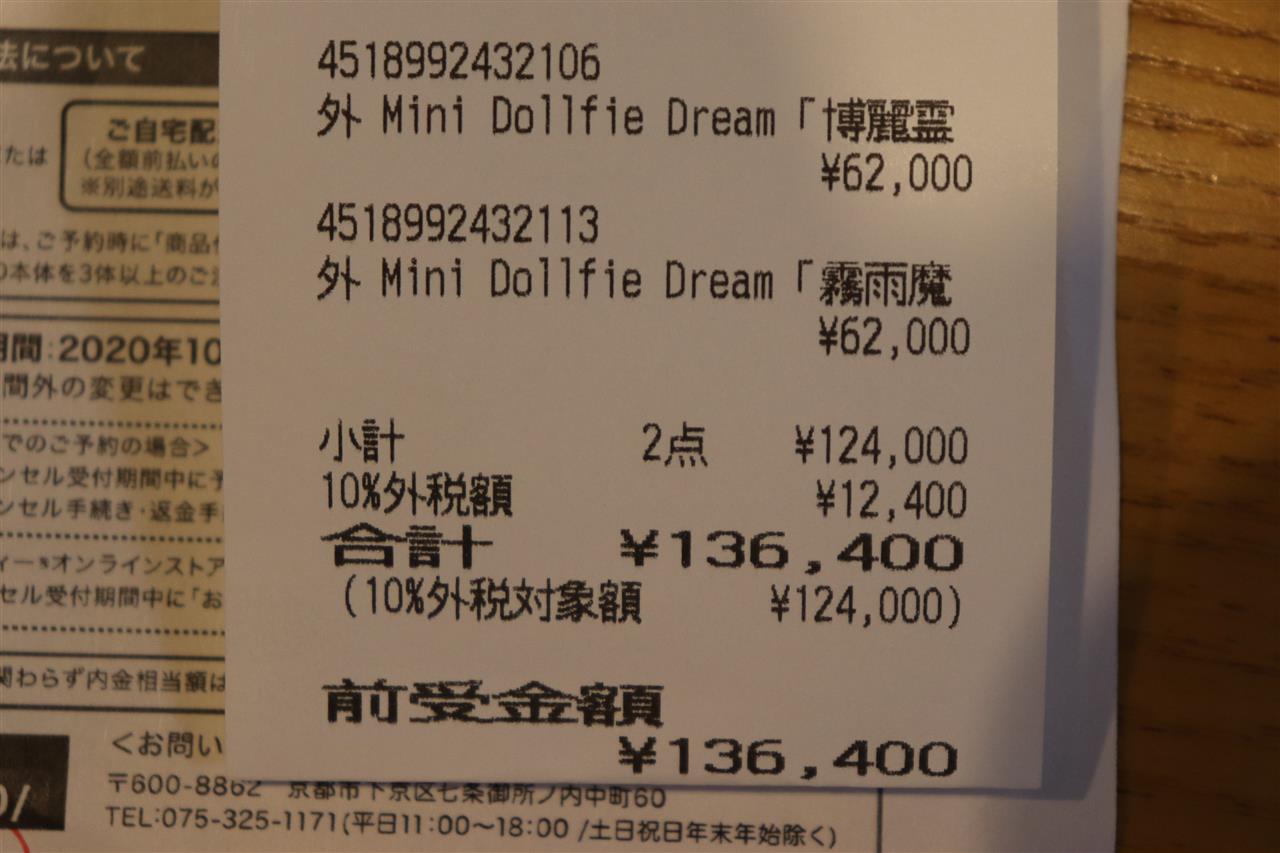 4518992432106
外 Mini Dollfie Dream「博麗霊
¥62,000
4518992432113
外 Mini Dollfie Dream「霧雨魔
¥62,000
小計 2点 ¥124,000
10%外税額 ¥12,400
合計 ¥136,400
(10%外税対象額 ¥124,000)
前受金額
¥136,400
法について
ご自宅配
たは (全額前払いの
※別途送料が
は、ご予約時に「商品
の本体を3体以上のご
期間:2020年10
間外の変更はでき
でのご予約の場合>
ンセル受付期間中に予
ンセル手続き・返金手
ィー®オンラインストア
セル受付期間中に「お
関わらず内金相当額は
<お問い
〒600-8862 京都市下京区七条御所ノ内中町60
TEL:075-325-1171(平日11:00~18:00 /土日祝日年末年始除く)